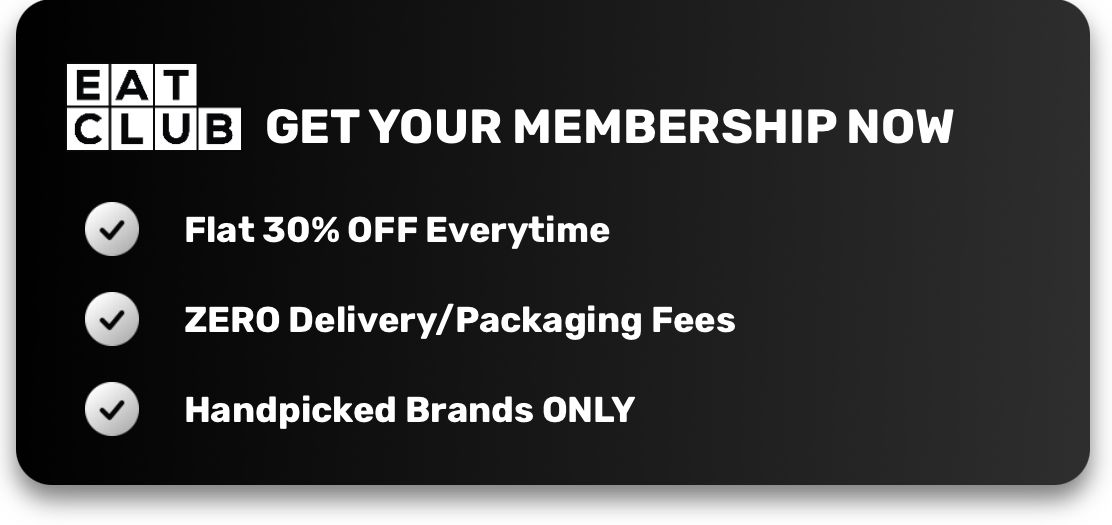 EAT
CLUB GET YOUR MEMBERSHIP NOW
Flat 30% OFF Everytime
ZERO Delivery/Packaging Fees
Handpicked Brands ONLY